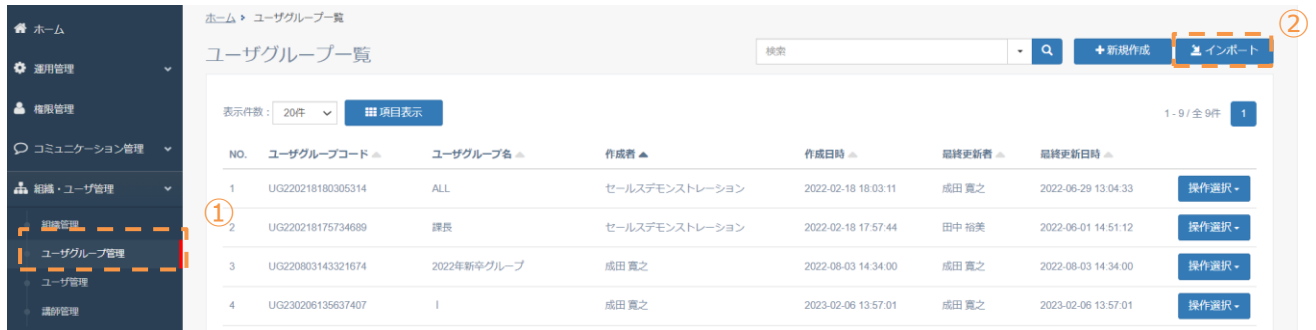 ホーム
運用管理
権限管理
コミュニケーション管理
組織・ユーザ管理
組織管理
ユーザグループ管理
ユーザ管理
講師管理
①
ホーム ユーザグループ一覧
ユーザグループ一覧
検索
新規作成
インポート
②
表示件数： 20件 項目表示
1 - 9 / 全 9件 1
NO. ユーザグループコード ユーザグループ名 作成者 作成日時 最終更新者 最終更新日時
1 UG220218180305314 ALL セールスデモンストレーション 2022-02-18 18:03:11 成田 寛之 2022-06-29 13:04:33 操作選択
2 UG220218175734689 課長 セールスデモンストレーション 2022-02-18 17:57:44 田中 裕美 2022-06-01 14:51:12 操作選択
3 UG220803143321674 2022年新卒グループ 成田 寛之 2022-08-03 14:34:00 成田 寛之 2022-08-03 14:34:00 操作選択
4 UG230206135637407 I 成田 寛之 2023-02-06 13:57:01 成田 寛之 2023-02-06 13:57:01 操作選択